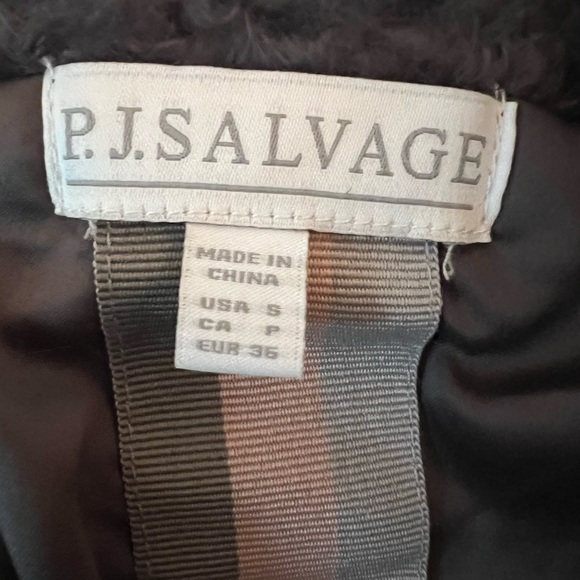 P.J.SALVAGE
MADE IN
CHINA
USA S
CA P
EUR 36